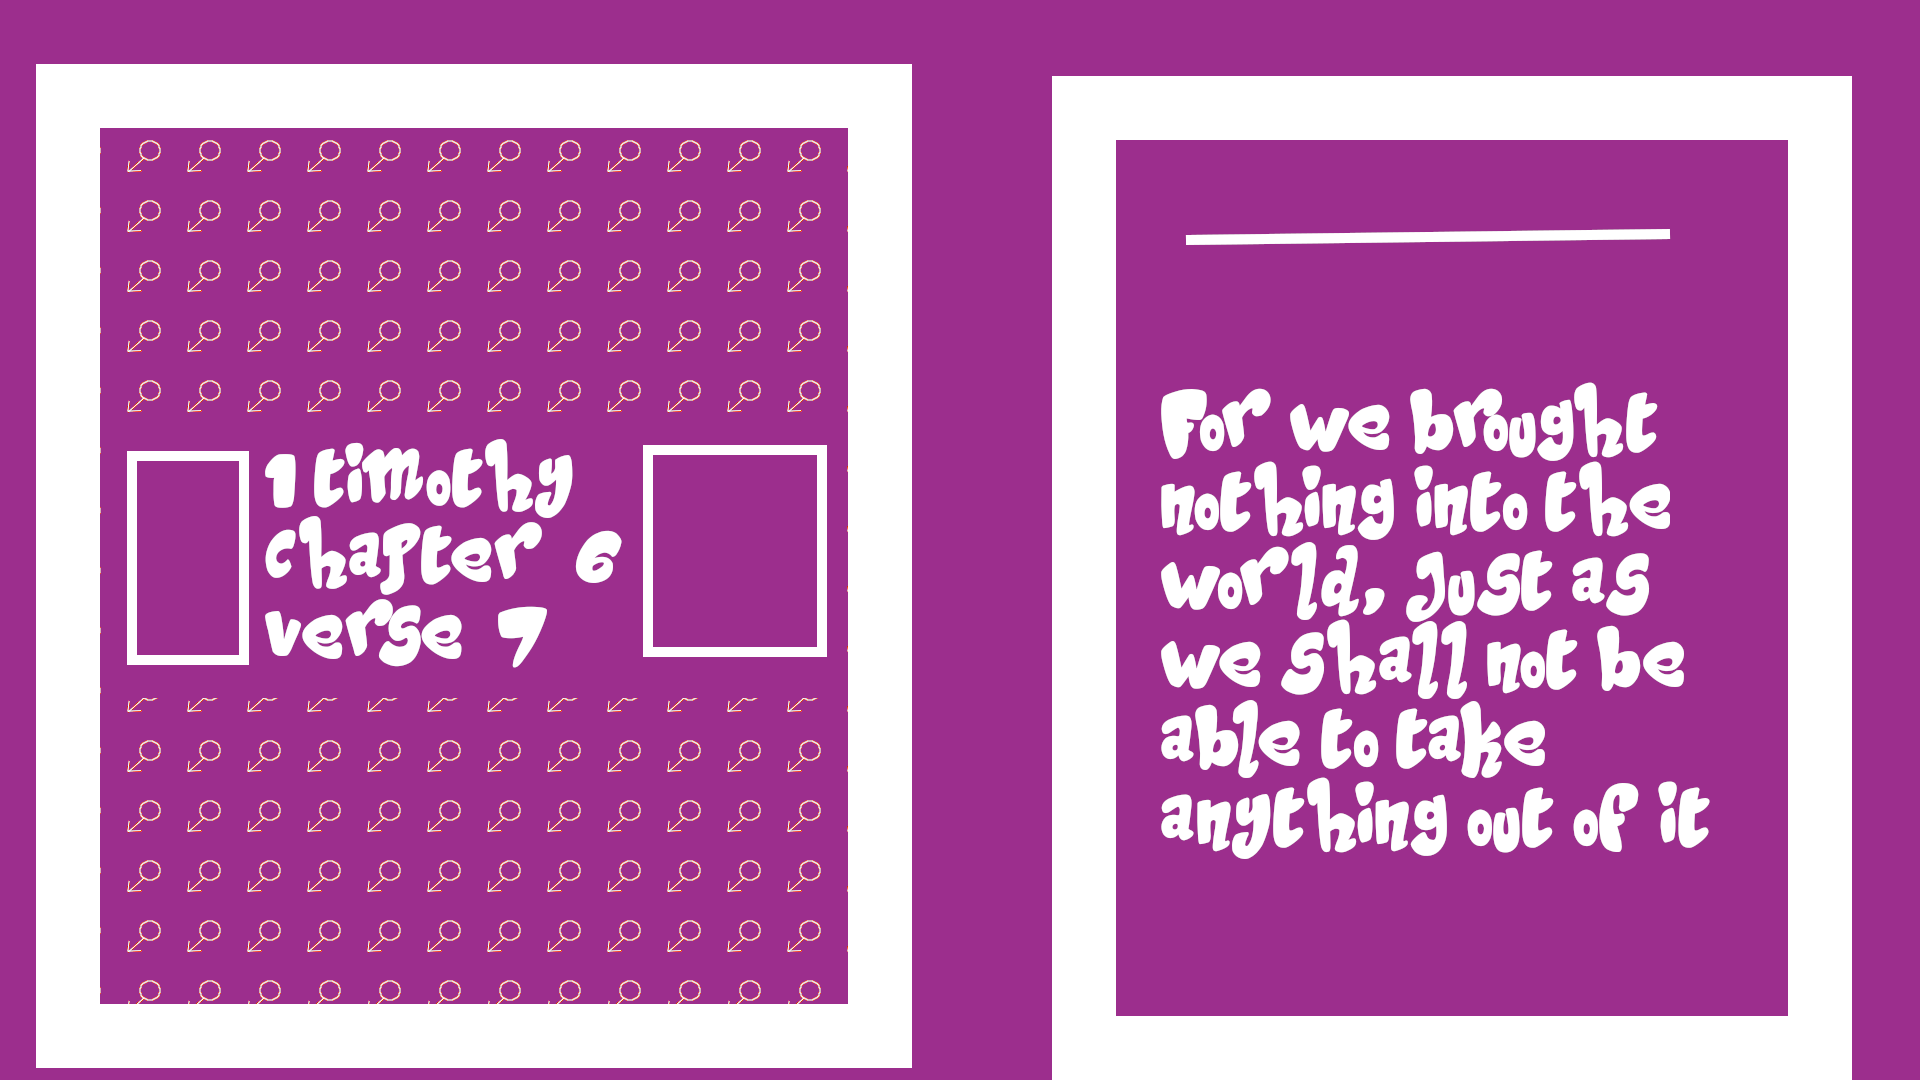 1 timothy
chapter 6
verse 7
For we brought
nothing into the
world, just as
we shall not be
able to take
anything out of it